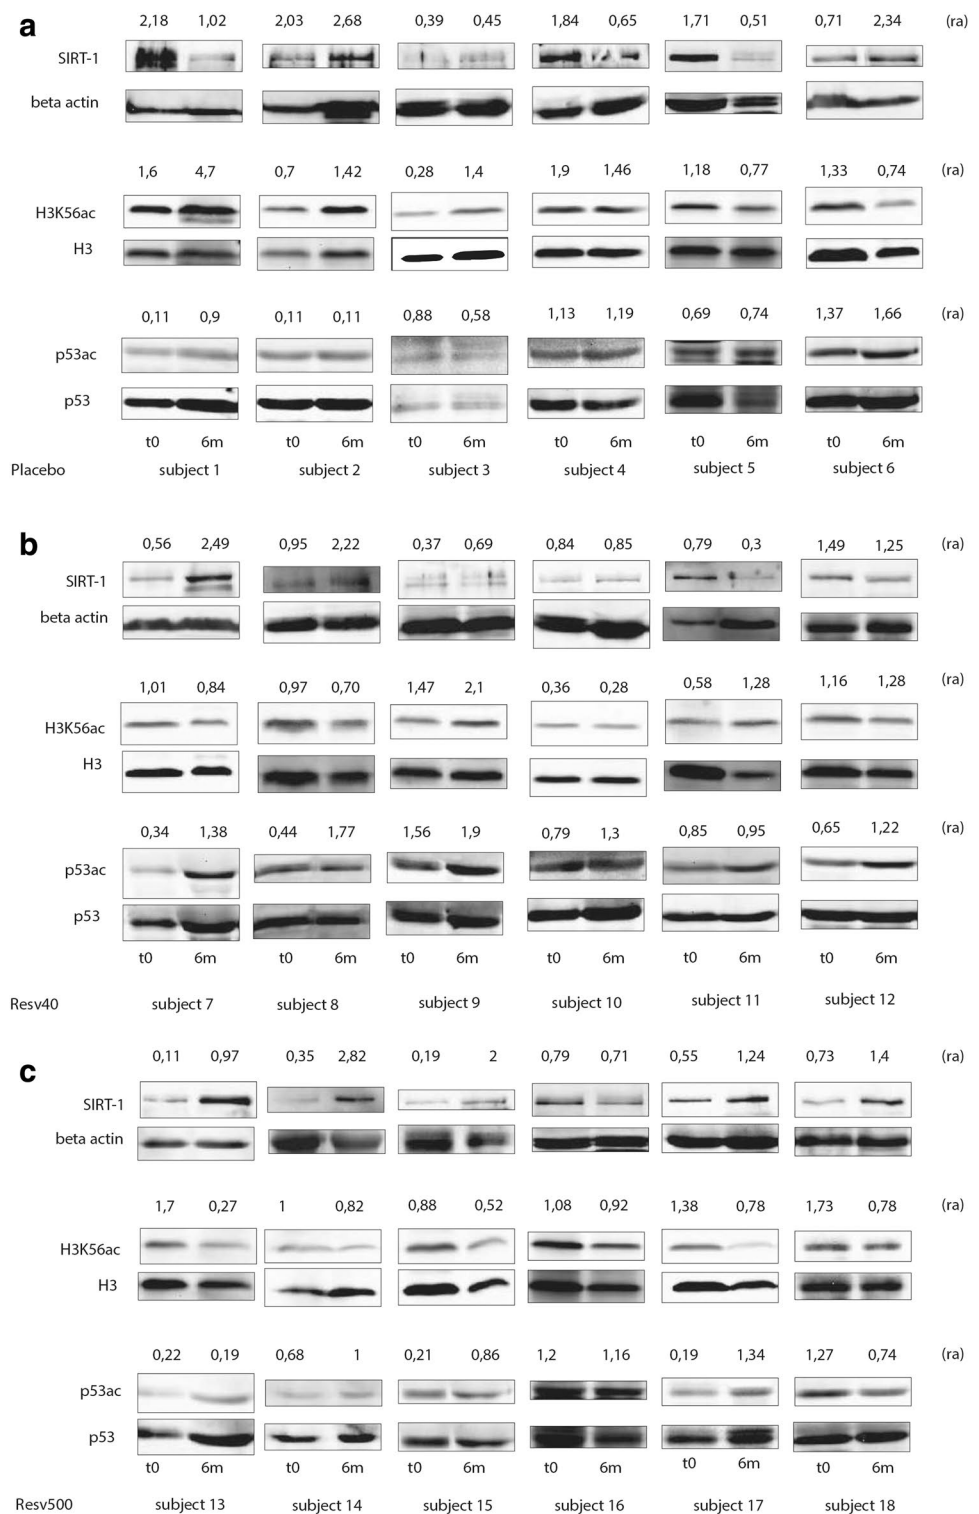 a
2,18 1,02 2,03 2,68 0,39 0,45 1,84 0,65 1,71 0,51 0,71 2,34 (ra)
SIRT-1
beta actin
1,6 4,7 0,7 1,42 0,28 1,4 1,9 1,46 1,18 0,77 1,33 0,74 (ra)
H3K56ac
H3
0,11 0,9 0,11 0,11 0,88 0,58 1,13 1,19 0,69 0,74 1,37 1,66 (ra)
p53ac
p53
t0 6m t0 6m t0 6m t0 6m t0 6m t0 6m
Placebo subject 1 subject 2 subject 3 subject 4 subject 5 subject 6
b
0,56 2,49 0,95 2,22 0,37 0,69 0,84 0,85 0,79 0,3 1,49 1,25 (ra)
SIRT-1
beta actin
1,01 0,84 0,97 0,70 1,47 2,1 0,36 0,28 0,58 1,28 1,16 1,28 (ra)
H3K56ac
H3
0,34 1,38 0,44 1,77 1,56 1,9 0,79 1,3 0,85 0,95 0,65 1,22 (ra)
p53ac
p53
t0 6m t0 6m t0 6m t0 6m t0 6m t0 6m
Resv40 subject 7 subject 8 subject 9 subject 10 subject 11 subject 12
c
0,11 0,97 0,35 2,82 0,19 2 0,79 0,71 0,55 1,24 0,73 1,4 (ra)
SIRT-1
beta actin
1,7 0,27 1 0,82 0,88 0,52 1,08 0,92 1,38 0,78 1,73 0,78 (ra)
H3K56ac
H3
0,22 0,19 0,68 1 0,21 0,86 1,2 1,16 0,19 1,34 1,27 0,74 (ra)
p53ac
p53
t0 6m t0 6m t0 6m t0 6m t0 6m t0 6m
Resv500 subject 13 subject 14 subject 15 subject 16 subject 17 subject 18